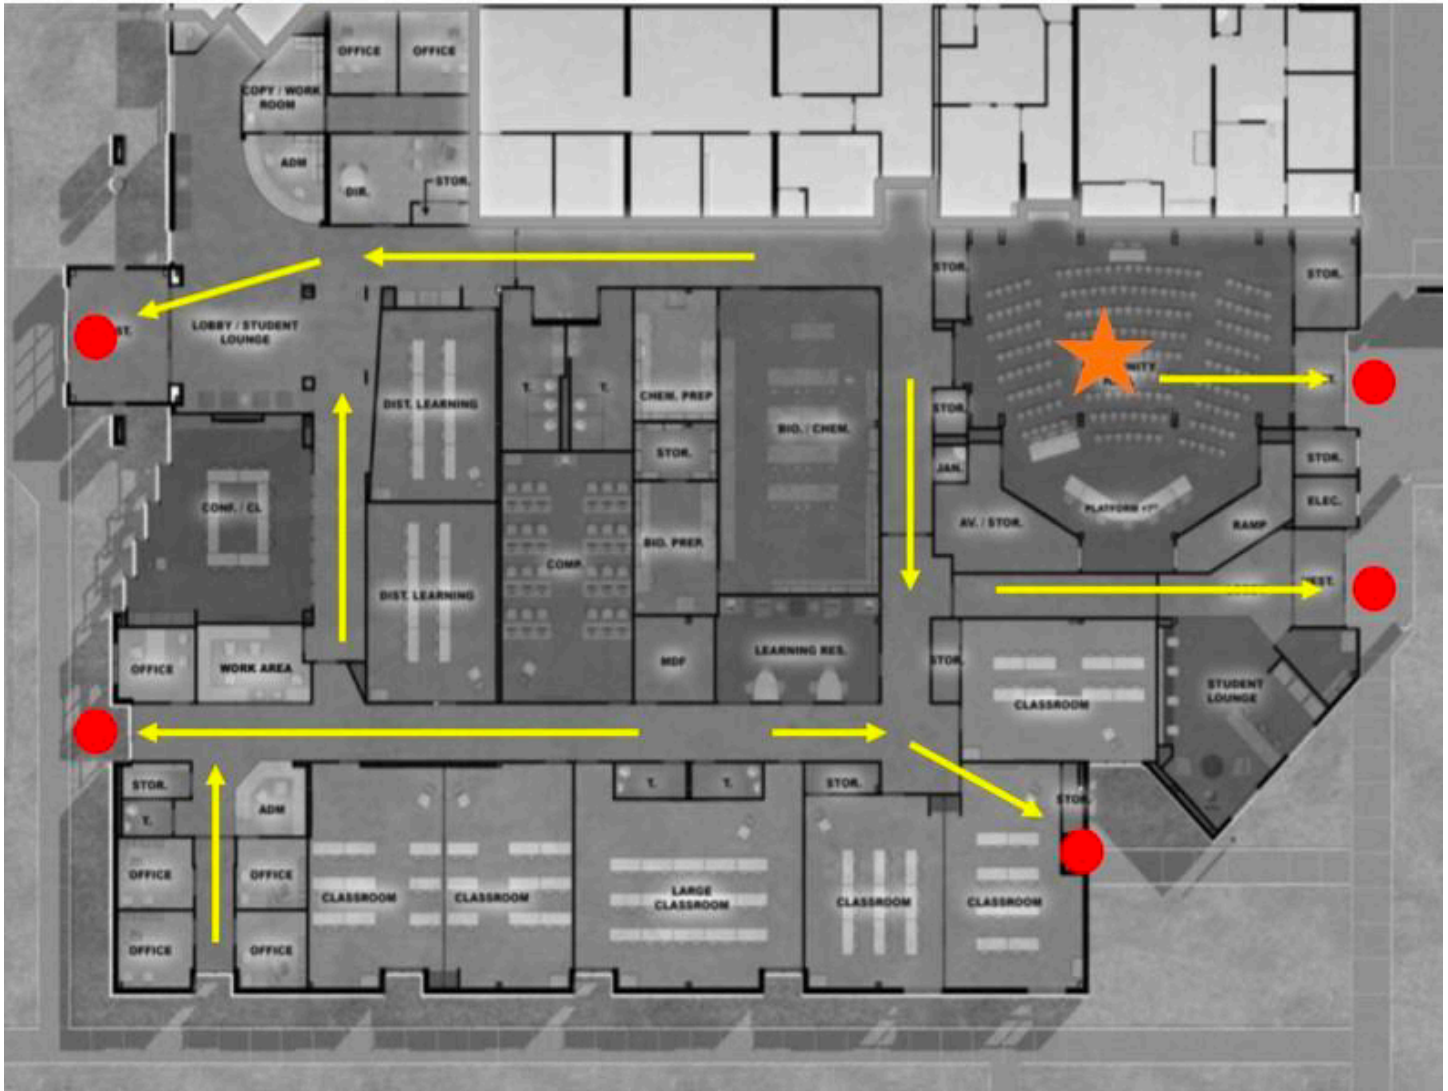 OFFICE
OFFICE
COPY / WORK
ROOM
ADM
DIR.
STOR.
STOR.
STOR.
LOBBY / STUDENT
LOUNGE
DIST. LEARNING
T.
T.
CHEM. PREP
BIO. / CHEM.
STOR.
STOR.
STOR.
JAN.
ELEC.
CONF. / CL
AV. / STOR.
PLATFORM
RAMP
BIO. PREP.
COMP.
DIST. LEARNING
VEST.
OFFICE
WORK AREA
MDF
LEARNING RES.
STOR.
CLASSROOM
STUDENT
LOUNGE
STOR.
ADM
T.
T.
T.
STOR.
STOR.
OFFICE
OFFICE
CLASSROOM
CLASSROOM
LARGE
CLASSROOM
CLASSROOM
CLASSROOM
OFFICE
OFFICE